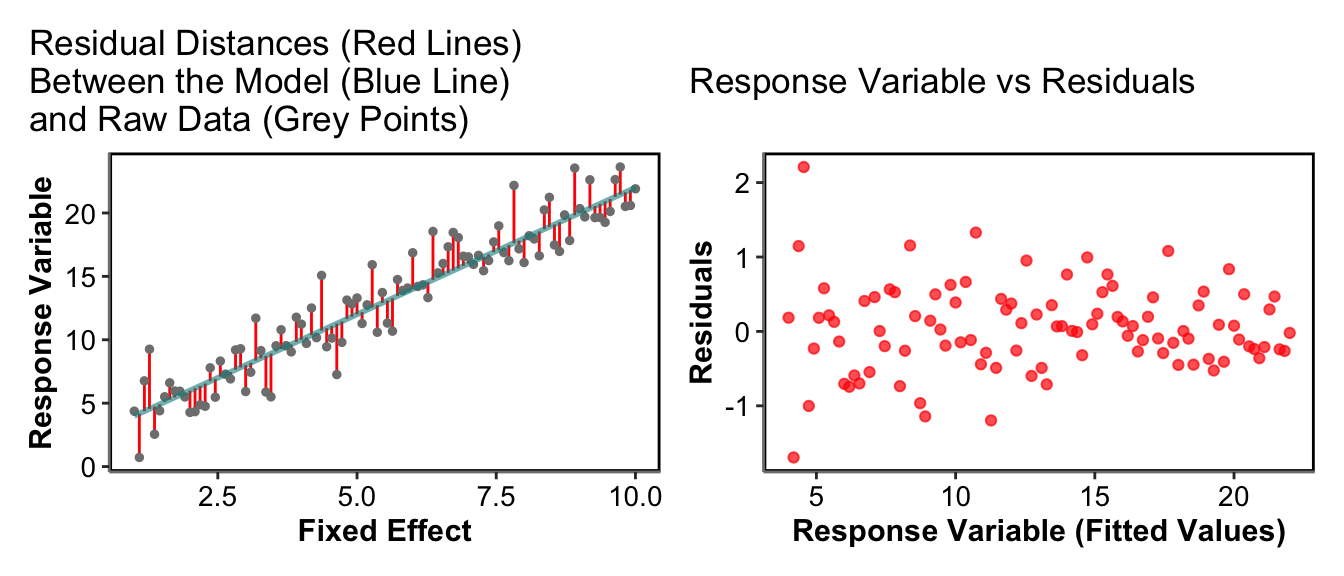 Residual Distances (Red Lines)
Between the Model (Blue Line)
and Raw Data (Grey Points)
Response Variable
20
15
10
5
0
2.5 5.0 7.5 10.0
Fixed Effect
Response Variable vs Residuals
Residuals
2
1
0
-1
5 10 15 20
Response Variable (Fitted Values)